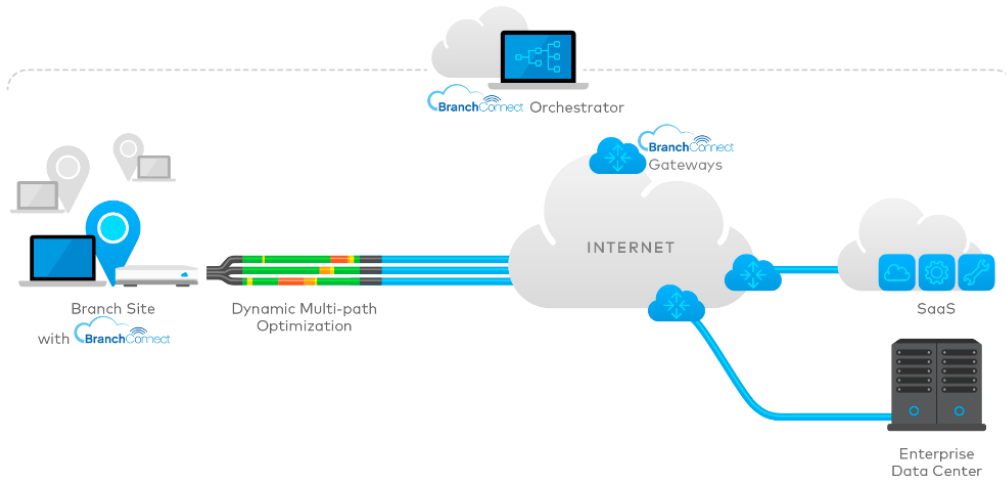 BranchConnect Orchestrator
BranchConnect
Gateways
INTERNET
Branch Site
with BranchConnect
Dynamic Multi-path
Optimization
SaaS
Enterprise
Data Center